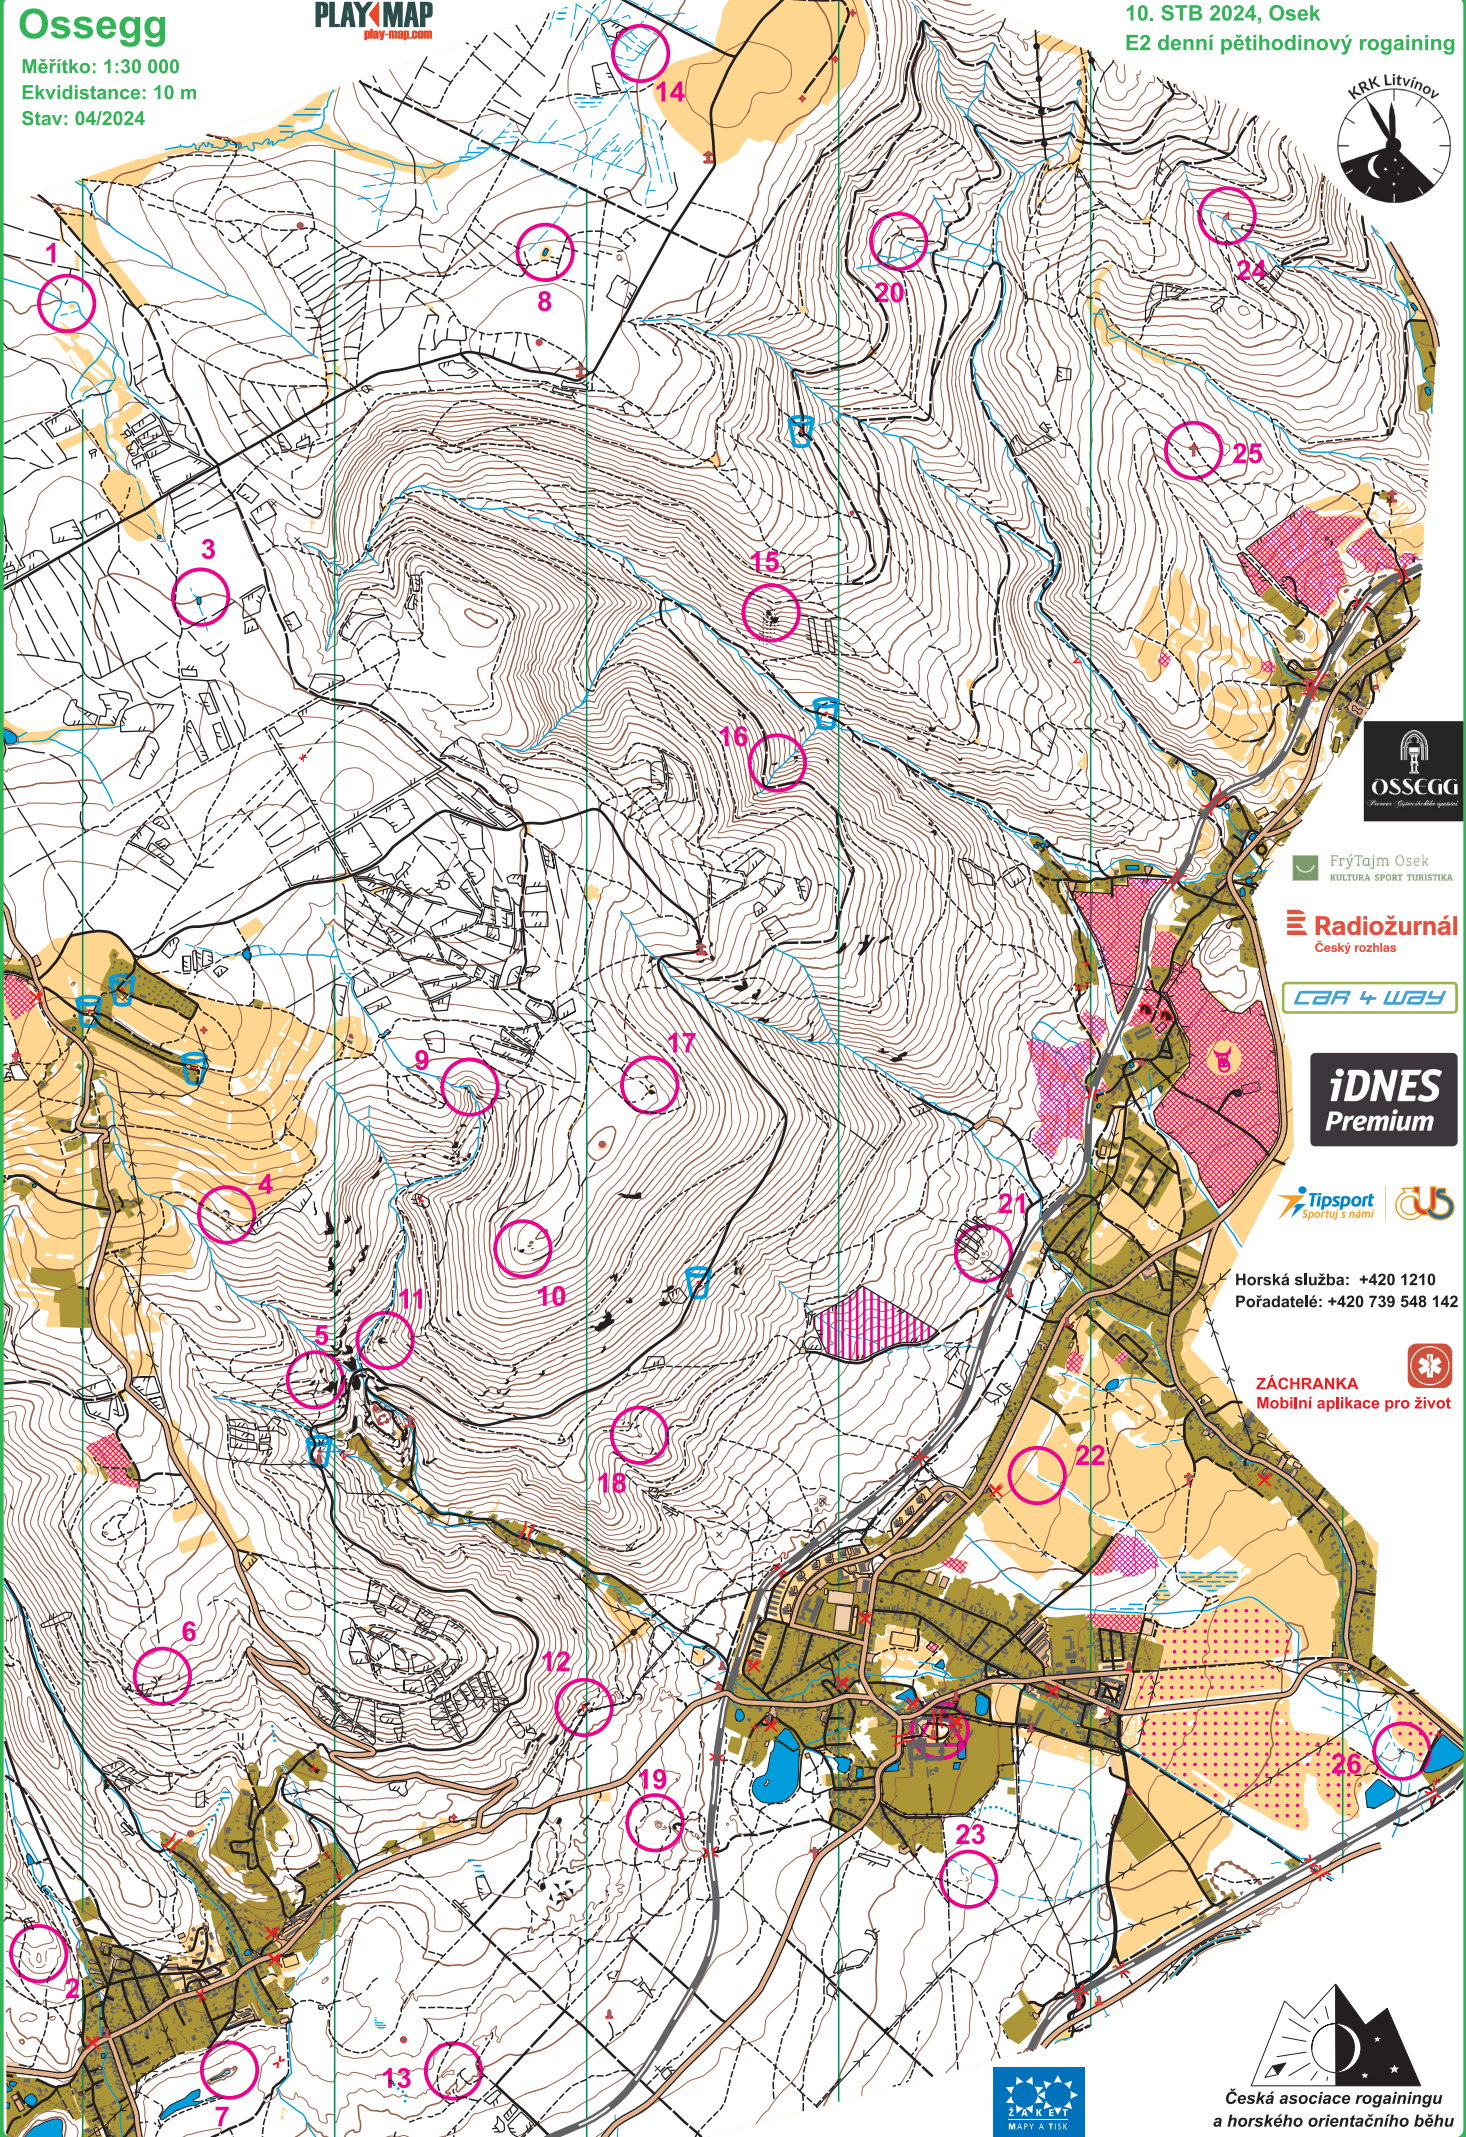 Ossegg
Měřítko: 1:30 000
Ekvidistance: 10 m
Stav: 04/2024
PLAY MAP
play-map.com
10. STB 2024, Osek
E2 denní pětihodinový rogaining
KRK Litvínov
14
1
8
20
24
25
3
15
16
OSSEGG
FrýTajm Osek
KULTURA SPORT TURISTIKA
Radiožurnál
Český rozhlas
CAR 4 WAY
9
17
iDNES
Premium
4
21
Tipsport
Sportuj s námi
ČUS
10
11
5
Horská služba: +420 1210
Pořadatelé: +420 739 548 142
ZÁCHRANKA
Mobilní aplikace pro život
22
18
6
12
26
19
23
2
13
7
ŽAKET
MAPY A TISK
Česká asociace rogainingu
a horského orientačního běhu